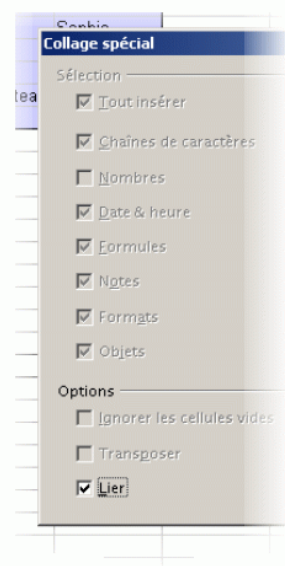 Sophie
Collage spécial
Sélection
tea
Tout insérer
Chaînes de caractères
Nombres
Date & heure
Formules
Notes
Formats
Objets
Options
Ignorer les cellules vides
Transposer
Lier